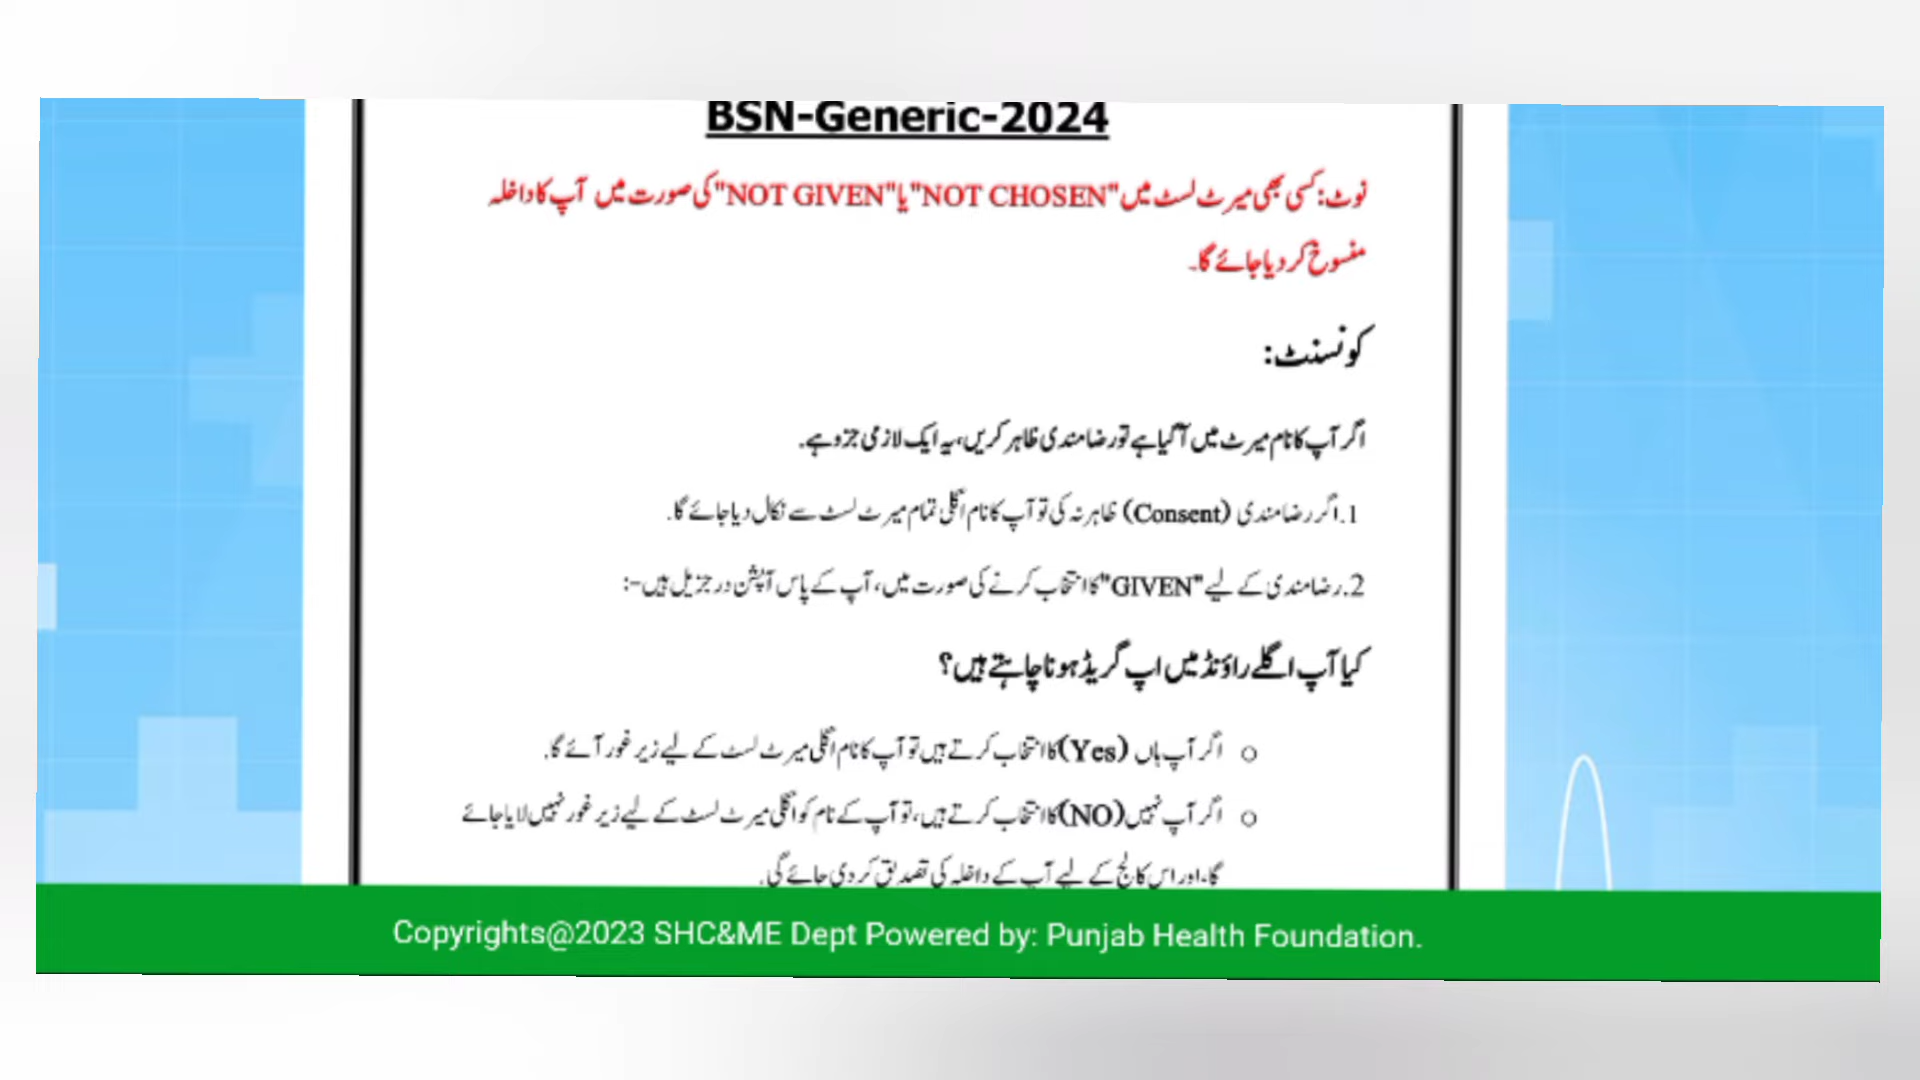 BSN-Generic-2024
نوٹ: کسی بھی میرٹ لسٹ میں "NOT CHOSEN" یا "NOT GIVEN" کی صورت میں آپ کا داخلہ
منسوخ کر دیا جائے گا۔
کونسنٹ:
اگر آپ کا نام میرٹ میں آ گیا ہے تو رضامندی ظاہر کریں، یہ ایک لازمی جزو ہے۔
1. اگر رضامندی (Consent) ظاہر نہ کی تو آپ کا نام اگلی تمام میرٹ لسٹ سے نکال دیا جائے گا۔
2. رضامندی کے لیے "GIVEN" کا انتخاب کرنے کی صورت میں، آپ کے پاس آپشن درجزیل ہیں:-
کیا آپ اگلے راؤنڈ میں اپ گریڈ ہونا چاہتے ہیں؟
o اگر آپ ہاں (Yes) کا انتخاب کرتے ہیں تو آپ کا نام اگلی میرٹ لسٹ کے لیے زیر غور آئے گا۔
o اگر آپ نہیں (NO) کا انتخاب کرتے ہیں، تو آپ کے نام کو اگلی میرٹ لسٹ کے لیے زیر غور نہیں لایا جائے
گا، اور اس کالج کے لیے آپ کے داخلہ کی تصدیق کر دی جائے گی۔
Copyrights@2023 SHC&ME Dept Powered by: Punjab Health Foundation.